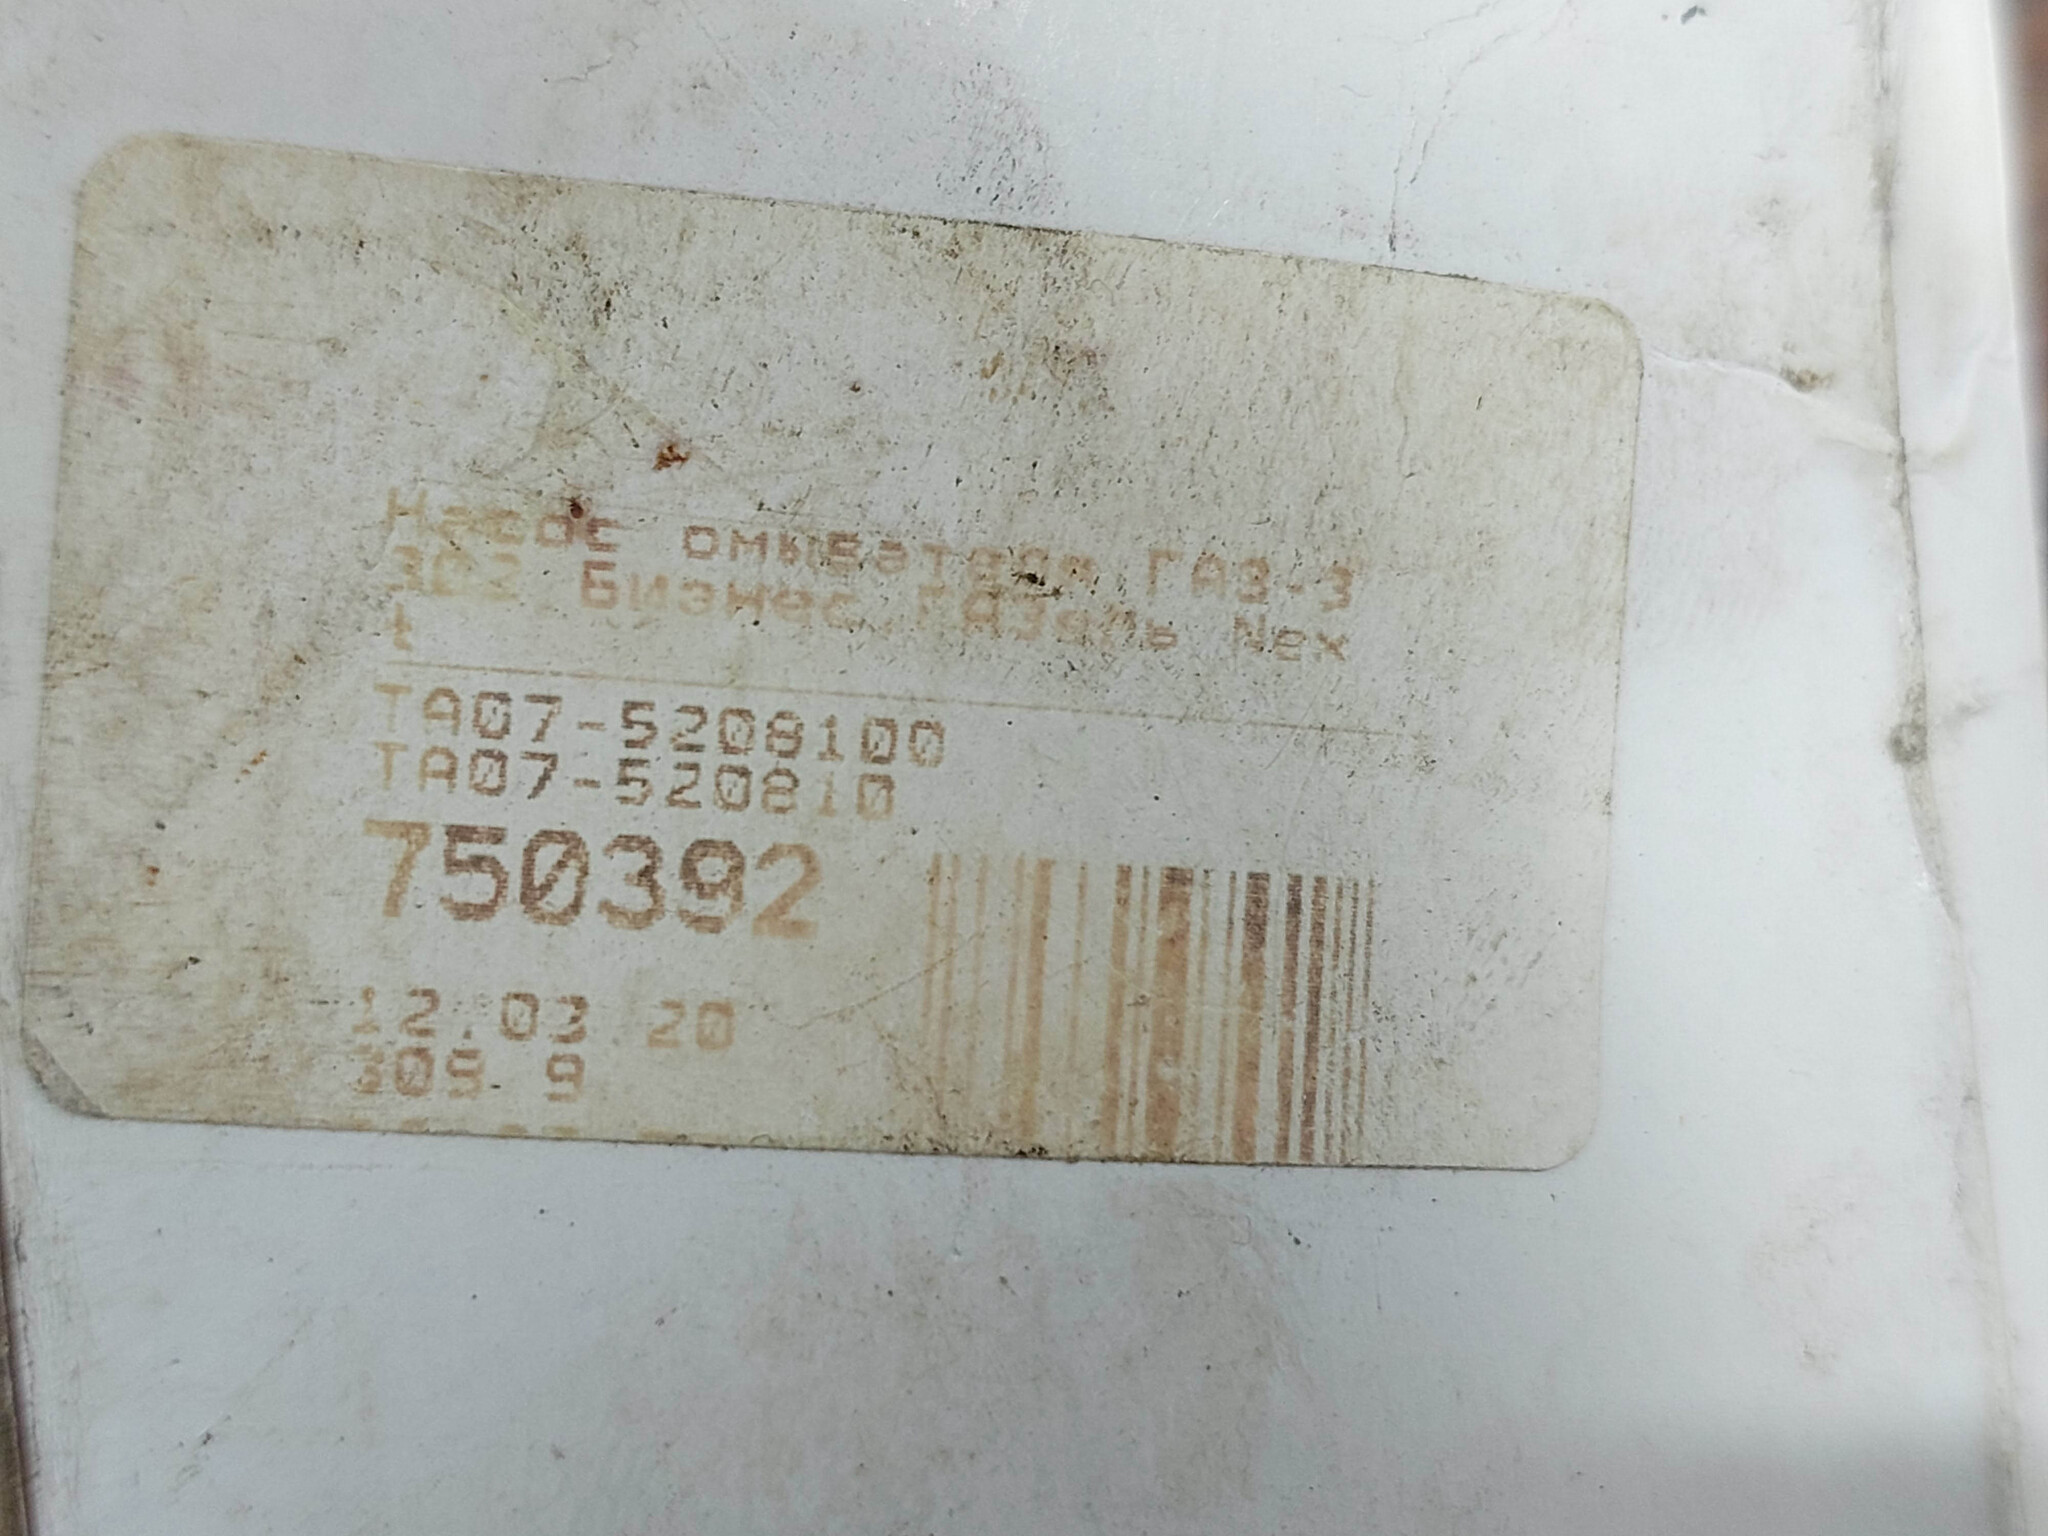 Насос омывателя ГАЗ-3
302 Бизнес,ГАЗель Nex
t
TA07-5208100
TA07-520810
750392
12.03 20
309 9